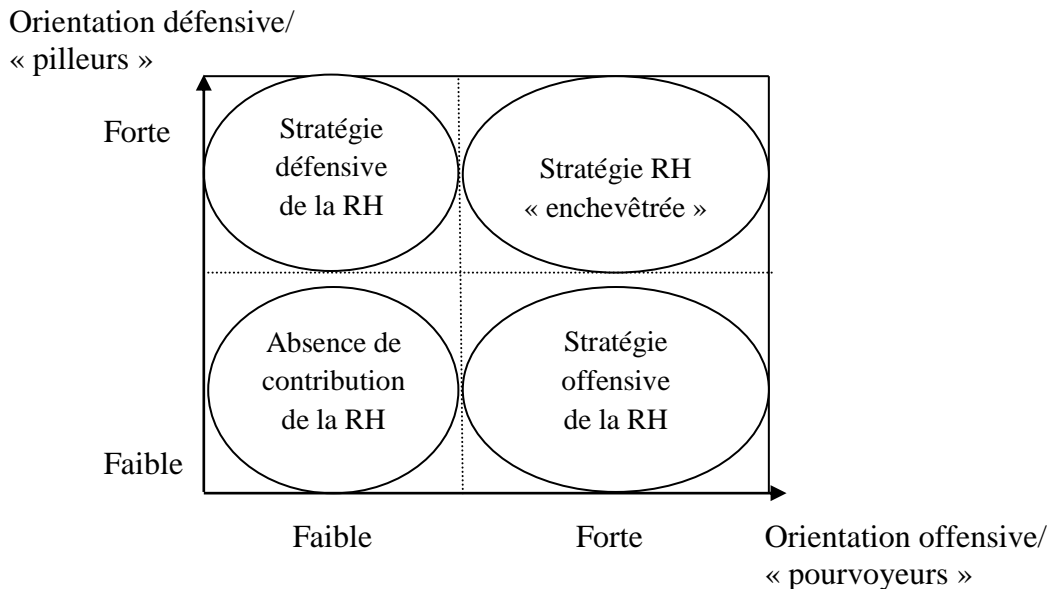 Orientation défensive/
« pilleurs »
Forte
Stratégie
défensive
de la RH
Stratégie RH
« enchevêtrée »
Absence de
contribution
de la RH
Stratégie
offensive
de la RH
Faible
Faible
Forte
Orientation offensive/
« pourvoyeurs »